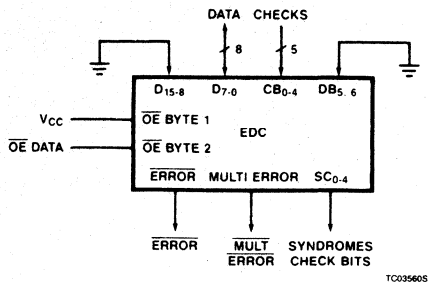 DATA CHECKS
8 5
D15-8 D7-0 CB0-4 DB5, 6
VCC OE BYTE 1
EDC
OE DATA OE BYTE 2
ERROR MULTI ERROR SC0-4
ERROR MULT SYNDROMES
ERROR CHECK BITS
TC03560S